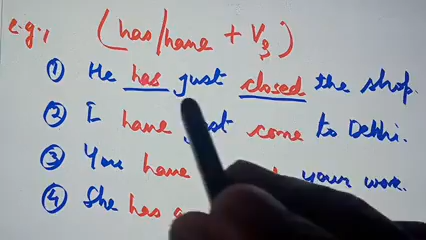 e.g., (has/have + V3)
① He has just closed the shop.
② I have just come to Delhi.
③ You have your work.
④ She has